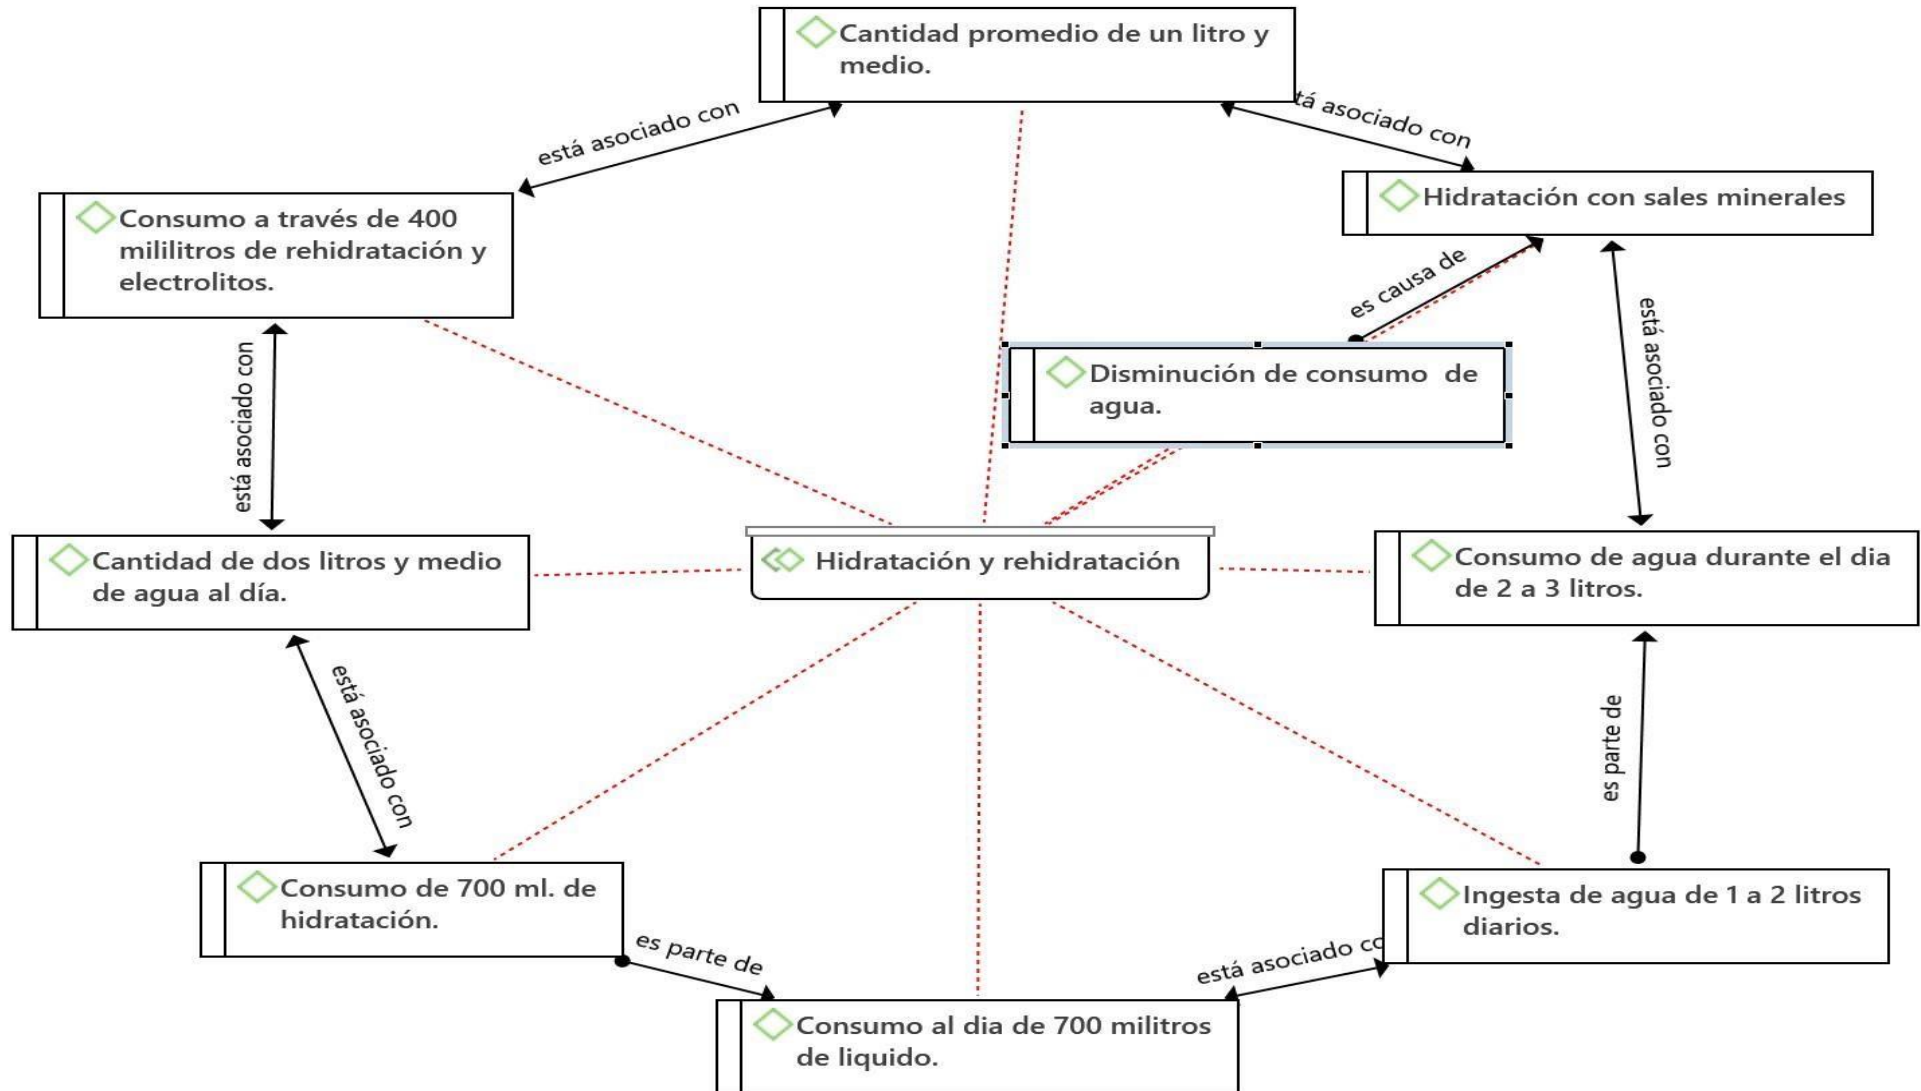 Cantidad promedio de un litro y
medio.
está asociado con
tá asociado con
Hidratación con sales minerales
Consumo a través de 400
mililitros de rehidratación y
electrolitos.
es causa de
Disminución de consumo de
agua.
está asociado con
está asociado con
Cantidad de dos litros y medio
de agua al día.
Hidratación y rehidratación
Consumo de agua durante el dia
de 2 a 3 litros.
está asociado con
es parte de
Consumo de 700 ml. de
hidratación.
Ingesta de agua de 1 a 2 litros
diarios.
es parte de
está asociado co
Consumo al dia de 700 militros
de liquido.